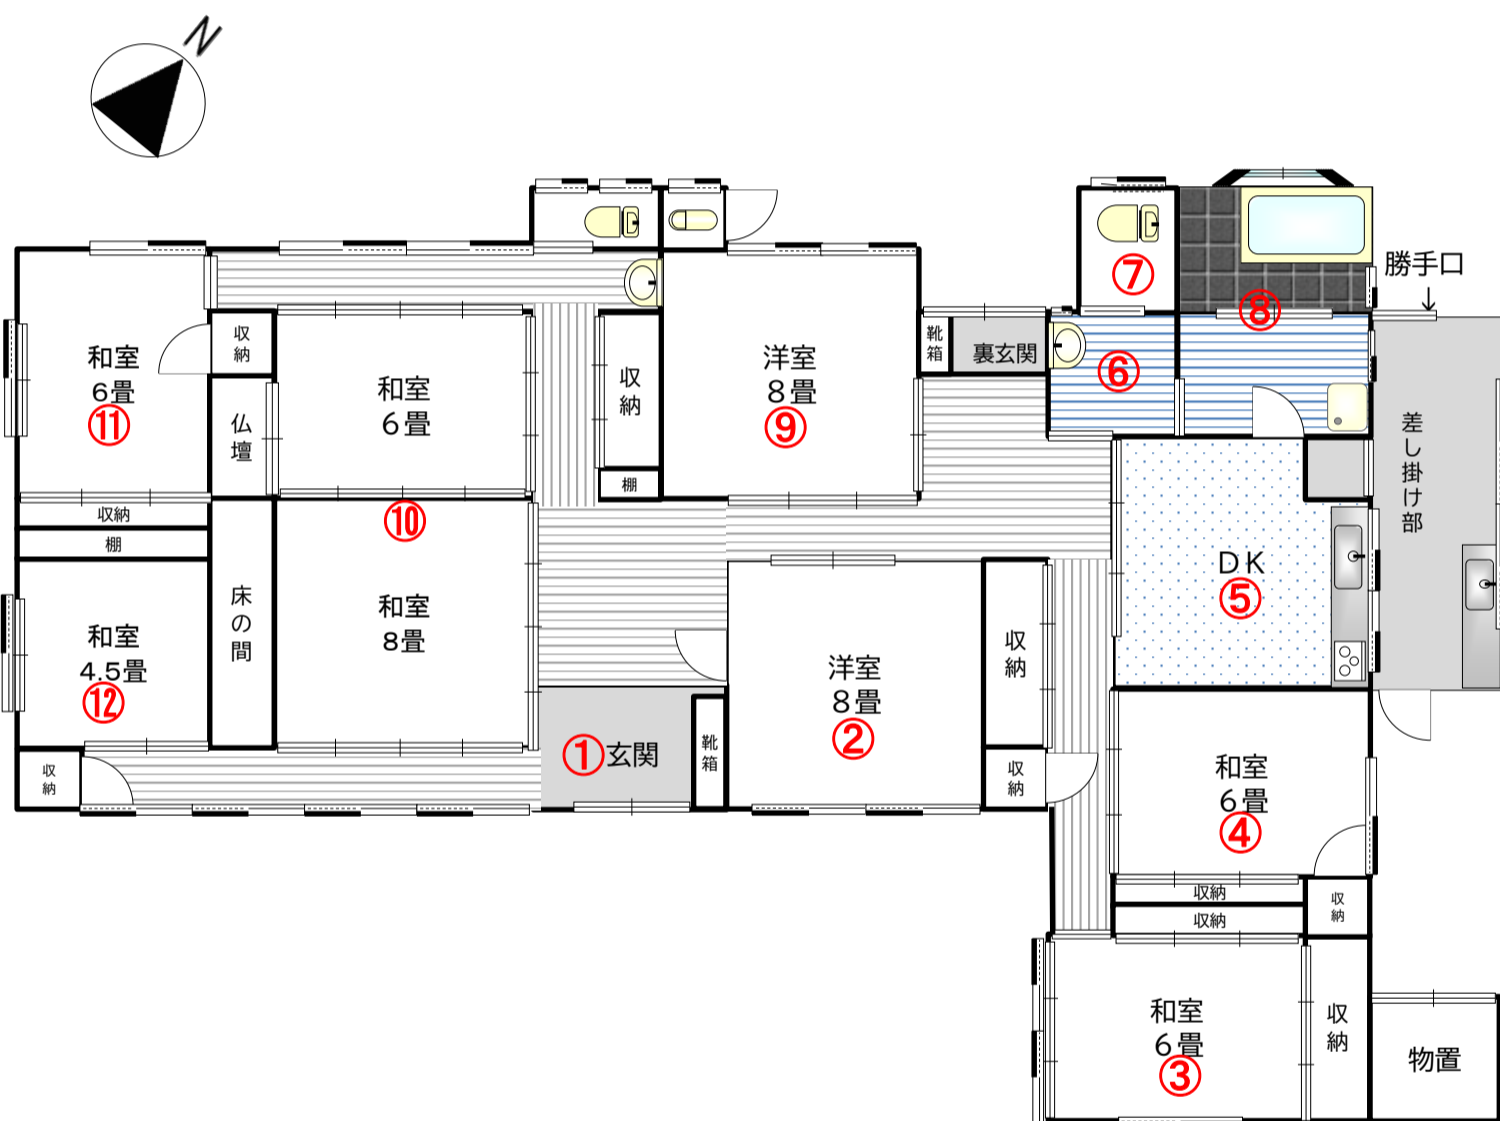 N
勝手口
⑦
⑧
靴箱
裏玄関
⑥
和室
6畳
⑪
収納
仏壇
和室
6畳
収納
棚
洋室
8畳
⑨
差し掛け部
収納
棚
⑩
床の間
和室
8畳
DK
⑤
和室
4.5畳
⑫
収納
①玄関
靴箱
洋室
8畳
②
収納
収納
和室
6畳
④
収納
収納
収納
和室
6畳
③
収納
物置